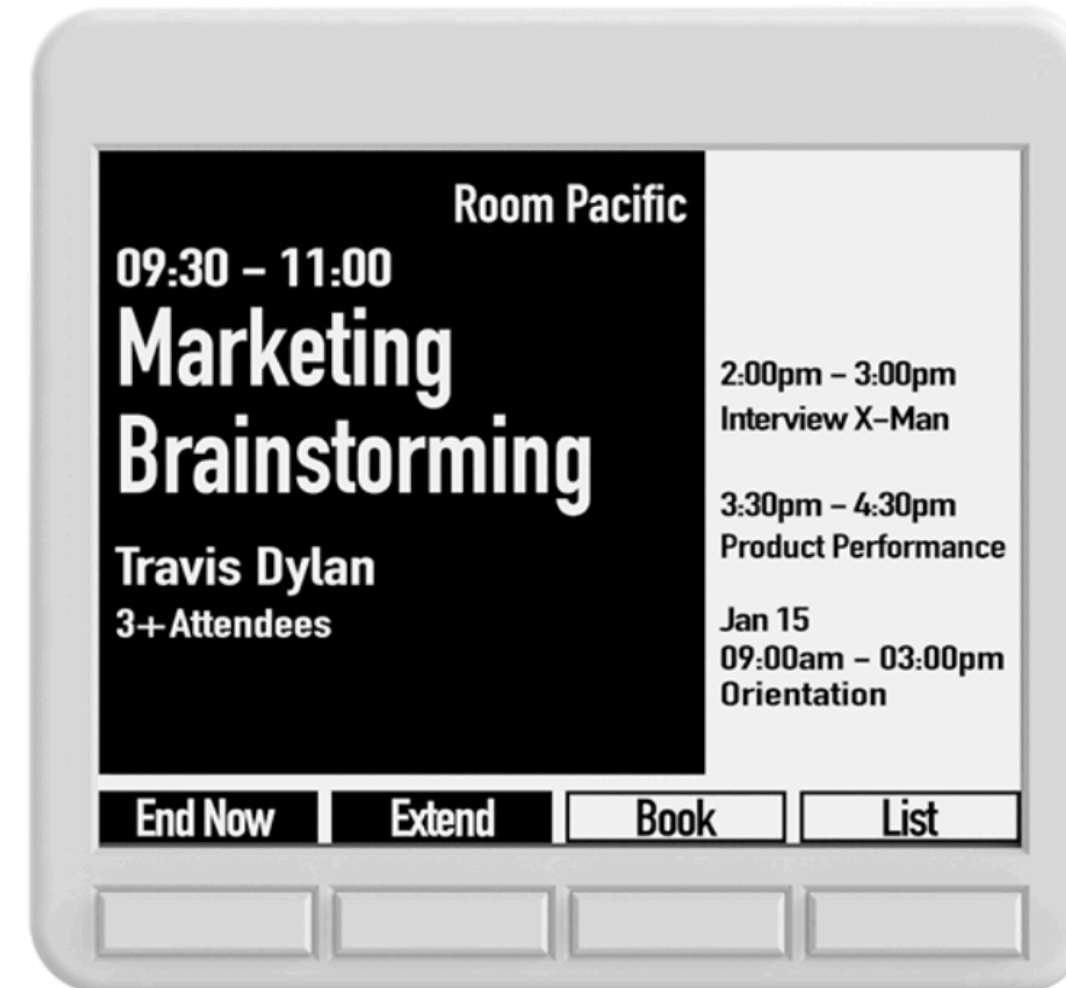 Room Pacific
09:30 – 11:00
Marketing
Brainstorming
Travis Dylan
3+Attendees
2:00pm – 3:00pm
Interview X-Man
3:30pm – 4:30pm
Product Performance
Jan 15
09:00am – 03:00pm
Orientation
End Now
Extend
Book
List